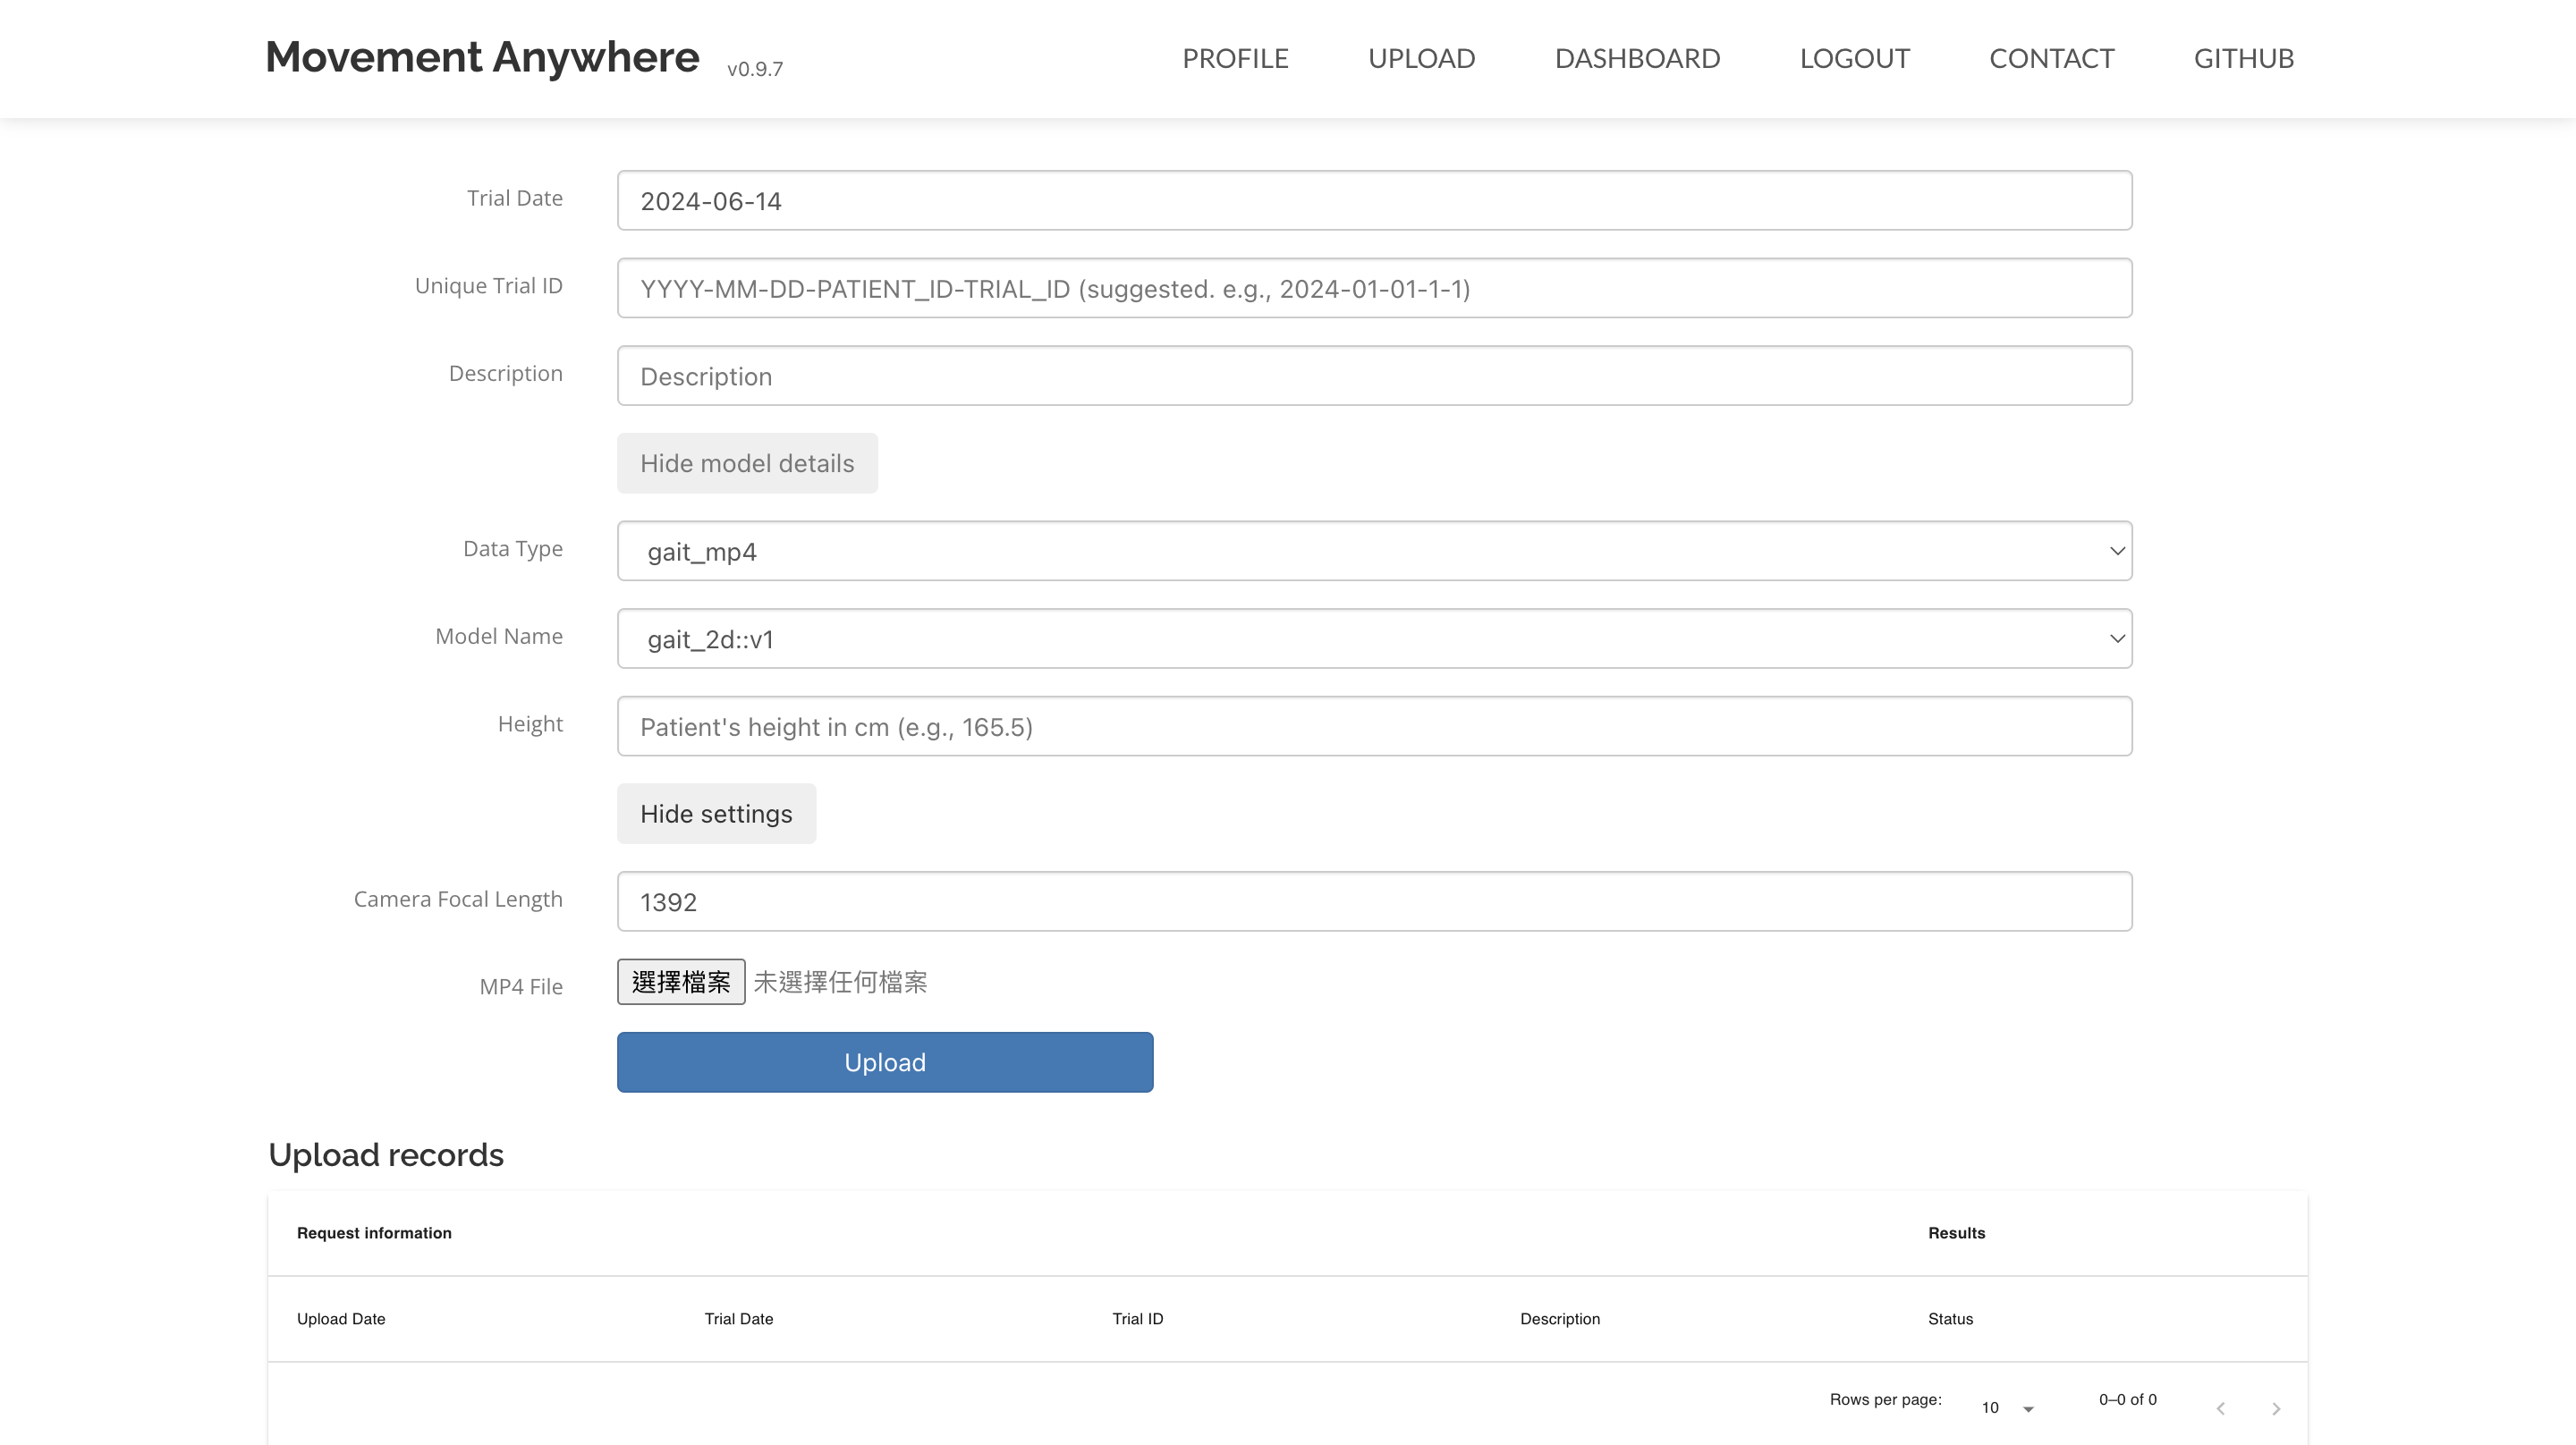 Movement Anywhere v0.9.7 PROFILE UPLOAD DASHBOARD LOGOUT CONTACT GITHUB
Trial Date 2024-06-14
Unique Trial ID YYYY-MM-DD-PATIENT_ID-TRIAL_ID (suggested. e.g., 2024-01-01-1-1)
Description Description
Hide model details
Data Type gait_mp4
Model Name gait_2d::v1
Height Patient's height in cm (e.g., 165.5)
Hide settings
Camera Focal Length 1392
MP4 File 選擇檔案 未選擇任何檔案
Upload
Upload records
Request information Results
Upload Date Trial Date Trial ID Description Status
Rows per page: 10 0–0 of 0